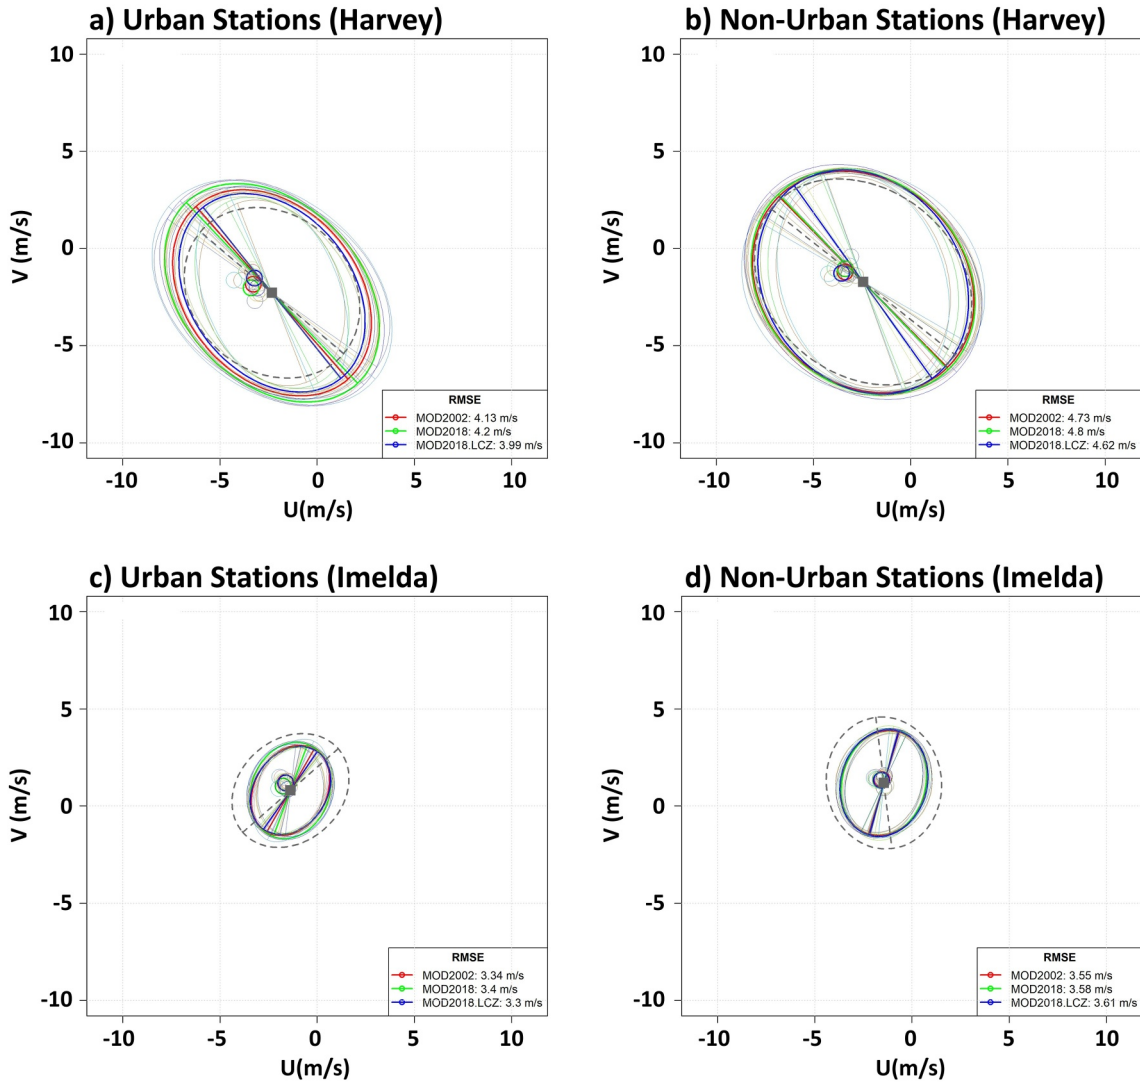 a) Urban Stations (Harvey)
10
5
0
-5
-10
V (m/s)
-10 -5 0 5 10
U(m/s)
RMSE
MOD2002: 4.13 m/s
MOD2018: 4.2 m/s
MOD2018.LCZ: 3.99 m/s
b) Non-Urban Stations (Harvey)
10
5
0
-5
-10
V (m/s)
-10 -5 0 5 10
U(m/s)
RMSE
MOD2002: 4.73 m/s
MOD2018: 4.8 m/s
MOD2018.LCZ: 4.62 m/s
c) Urban Stations (Imelda)
10
5
0
-5
-10
V (m/s)
-10 -5 0 5 10
U(m/s)
RMSE
MOD2002: 3.34 m/s
MOD2018: 3.4 m/s
MOD2018.LCZ: 3.3 m/s
d) Non-Urban Stations (Imelda)
10
5
0
-5
-10
V (m/s)
-10 -5 0 5 10
U(m/s)
RMSE
MOD2002: 3.55 m/s
MOD2018: 3.58 m/s
MOD2018.LCZ: 3.61 m/s